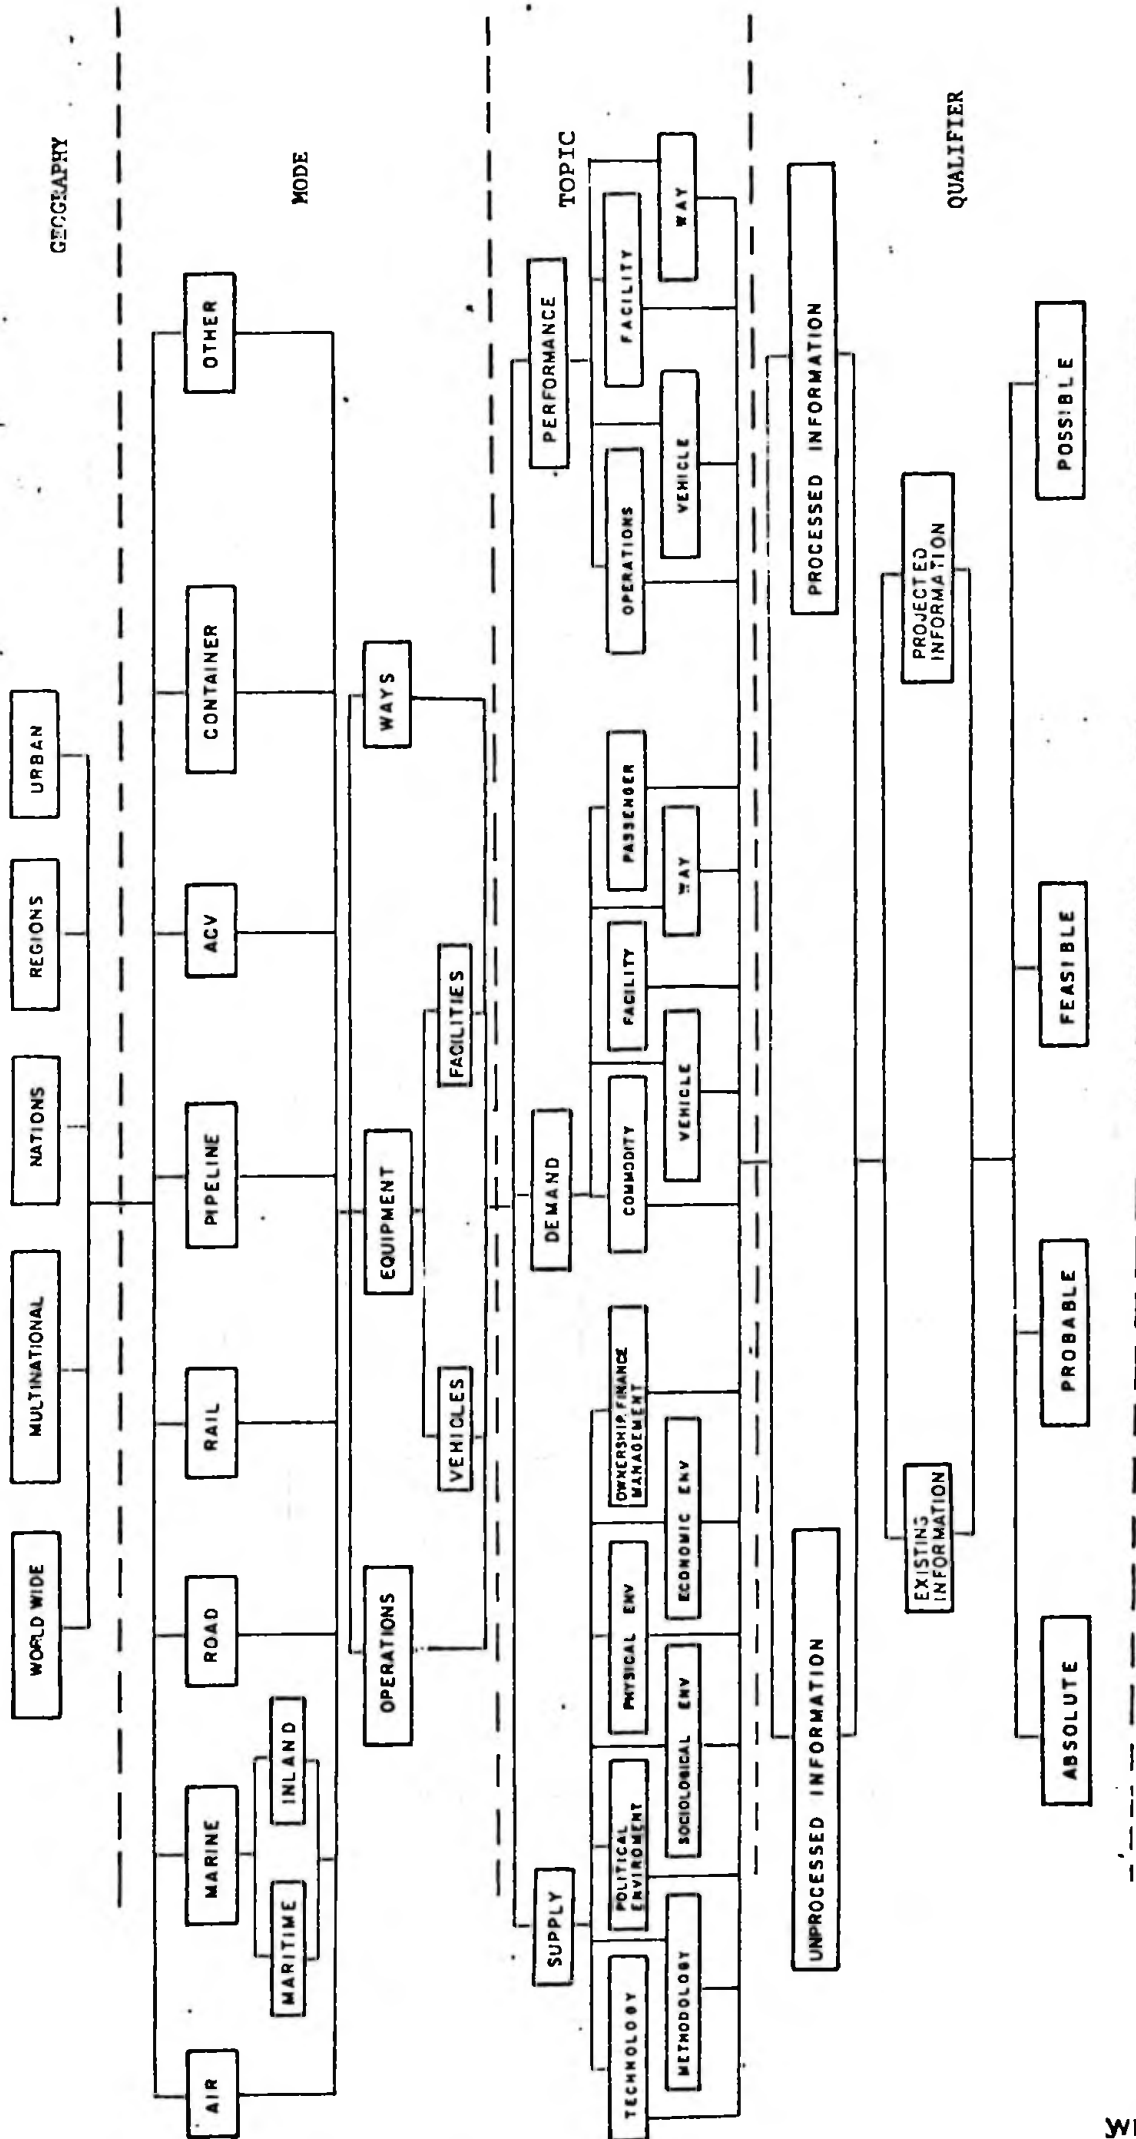 GEOGRAPHY
WORLD WIDE
MULTINATIONAL
NATIONS
REGIONS
URBAN
MODE
AIR
MARINE
ROAD
RAIL
PIPELINE
ACV
CONTAINER
OTHER
MARITIME
INLAND
OPERATIONS
EQUIPMENT
WAYS
VEHICLES
FACILITIES
TOPIC
SUPPLY
DEMAND
PERFORMANCE
TECHNOLOGY
POLITICAL
ENVIROMENT
PHYSICAL ENV
OWNERSHIP, FINANCE
MANAGEMENT
COMMODITY
FACILITY
PASSENGER
OPERATIONS
FACILITY
METHODOLOGY
SOCIOLOGICAL ENV
ECONOMIC ENV
VEHICLE
WAY
VEHICLE
WAY
QUALIFIER
UNPROCESSED INFORMATION
PROCESSED INFORMATION
EXISTING
INFORMATION
PROJECTED
INFORMATION
ABSOLUTE
PROBABLE
FEASIBLE
POSSIBLE